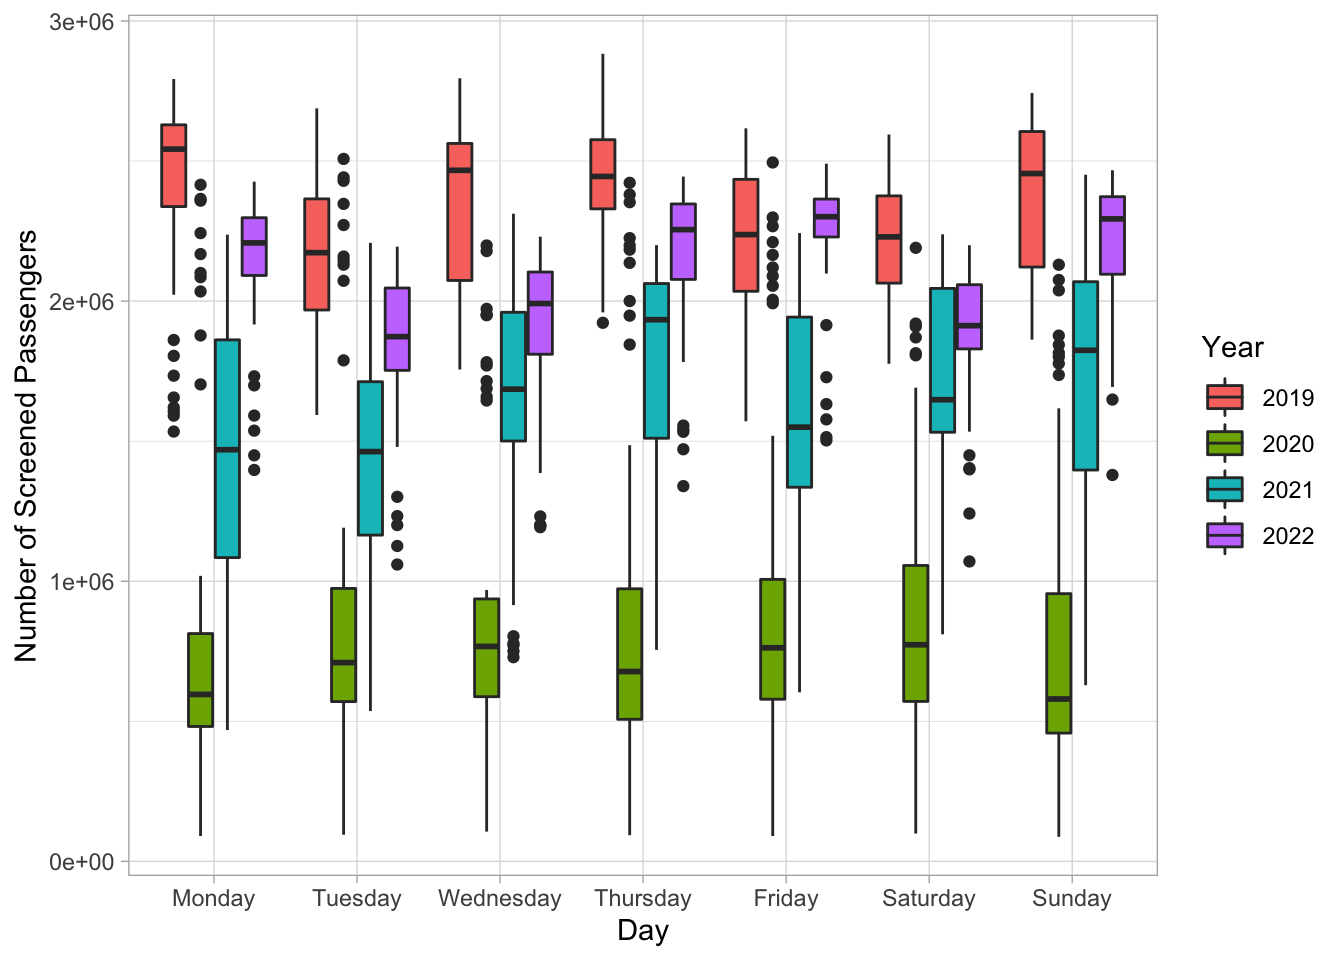 Number of Screened Passengers
3e+06
2e+06
1e+06
0e+00
Monday Tuesday Wednesday Thursday Friday Saturday Sunday
Day
Year
2019
2020
2021
2022